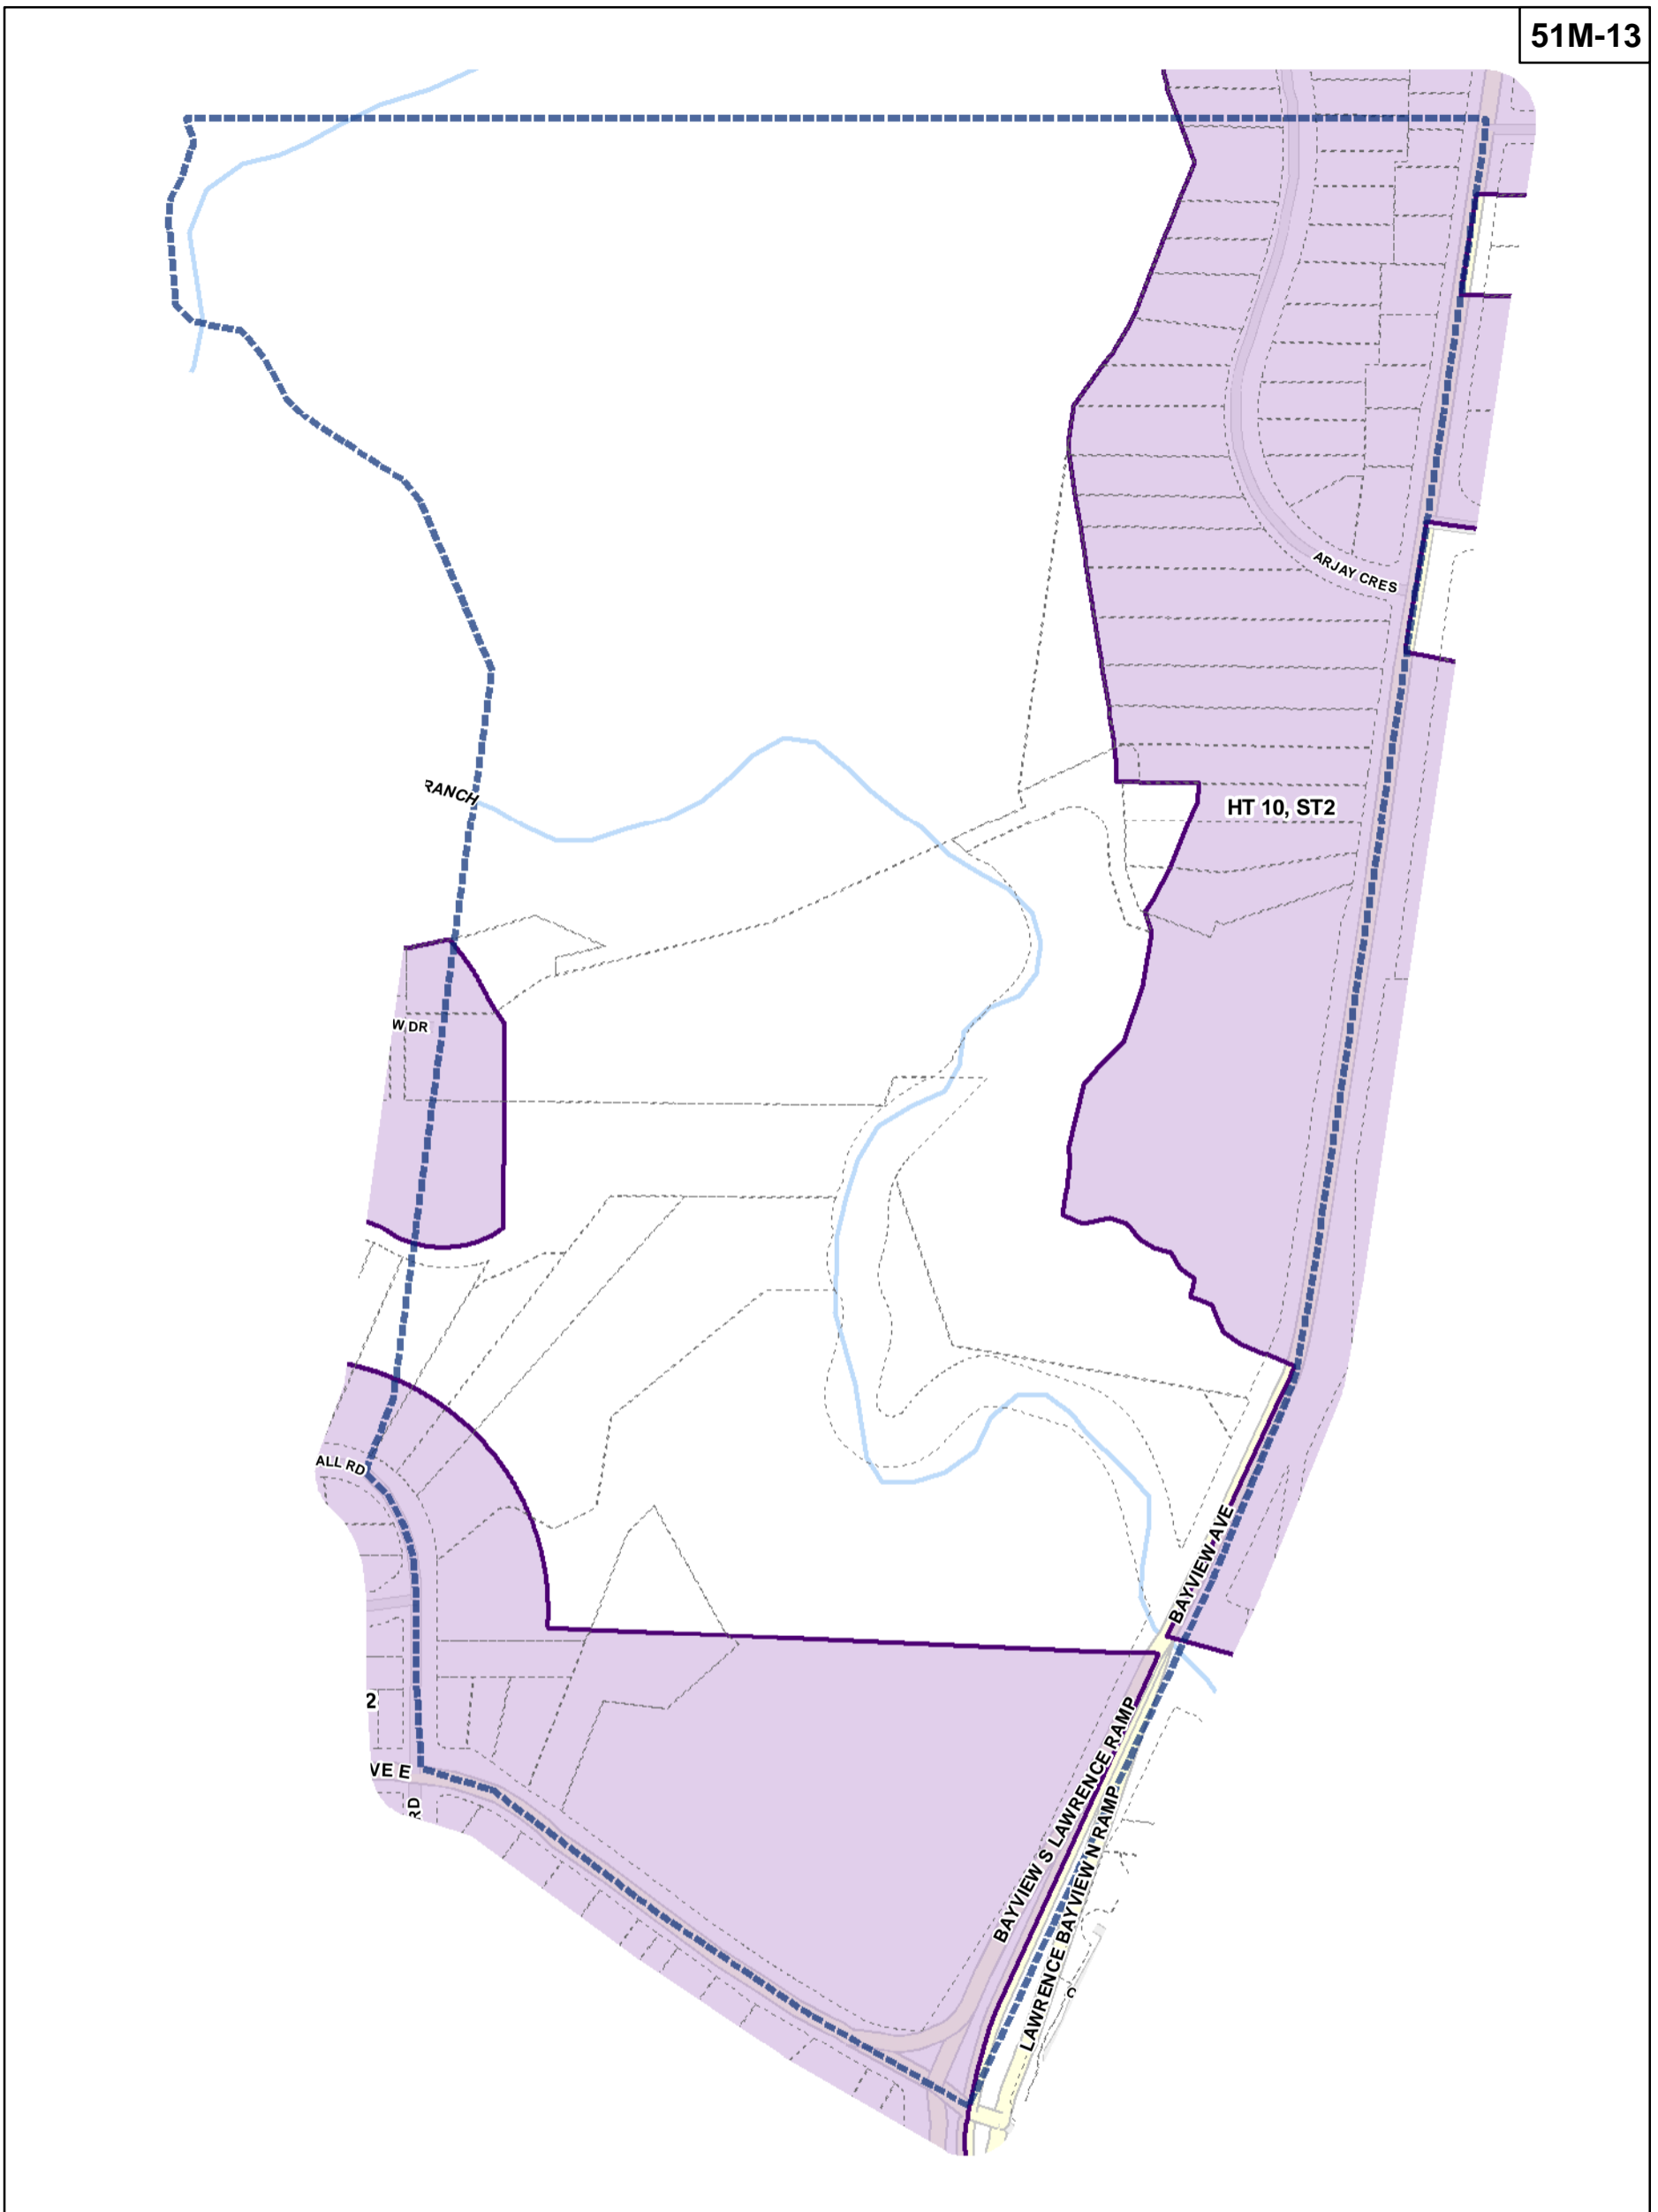 51M-13
ARJAY CRES
RANCH
HT 10, ST2
W DR
ALL RD
BAYVIEW AVE
2
VE E
RD
BAYVIEW S LAWRENCE RAMP
LAWRENCE BAYVIEW N RAMP
C